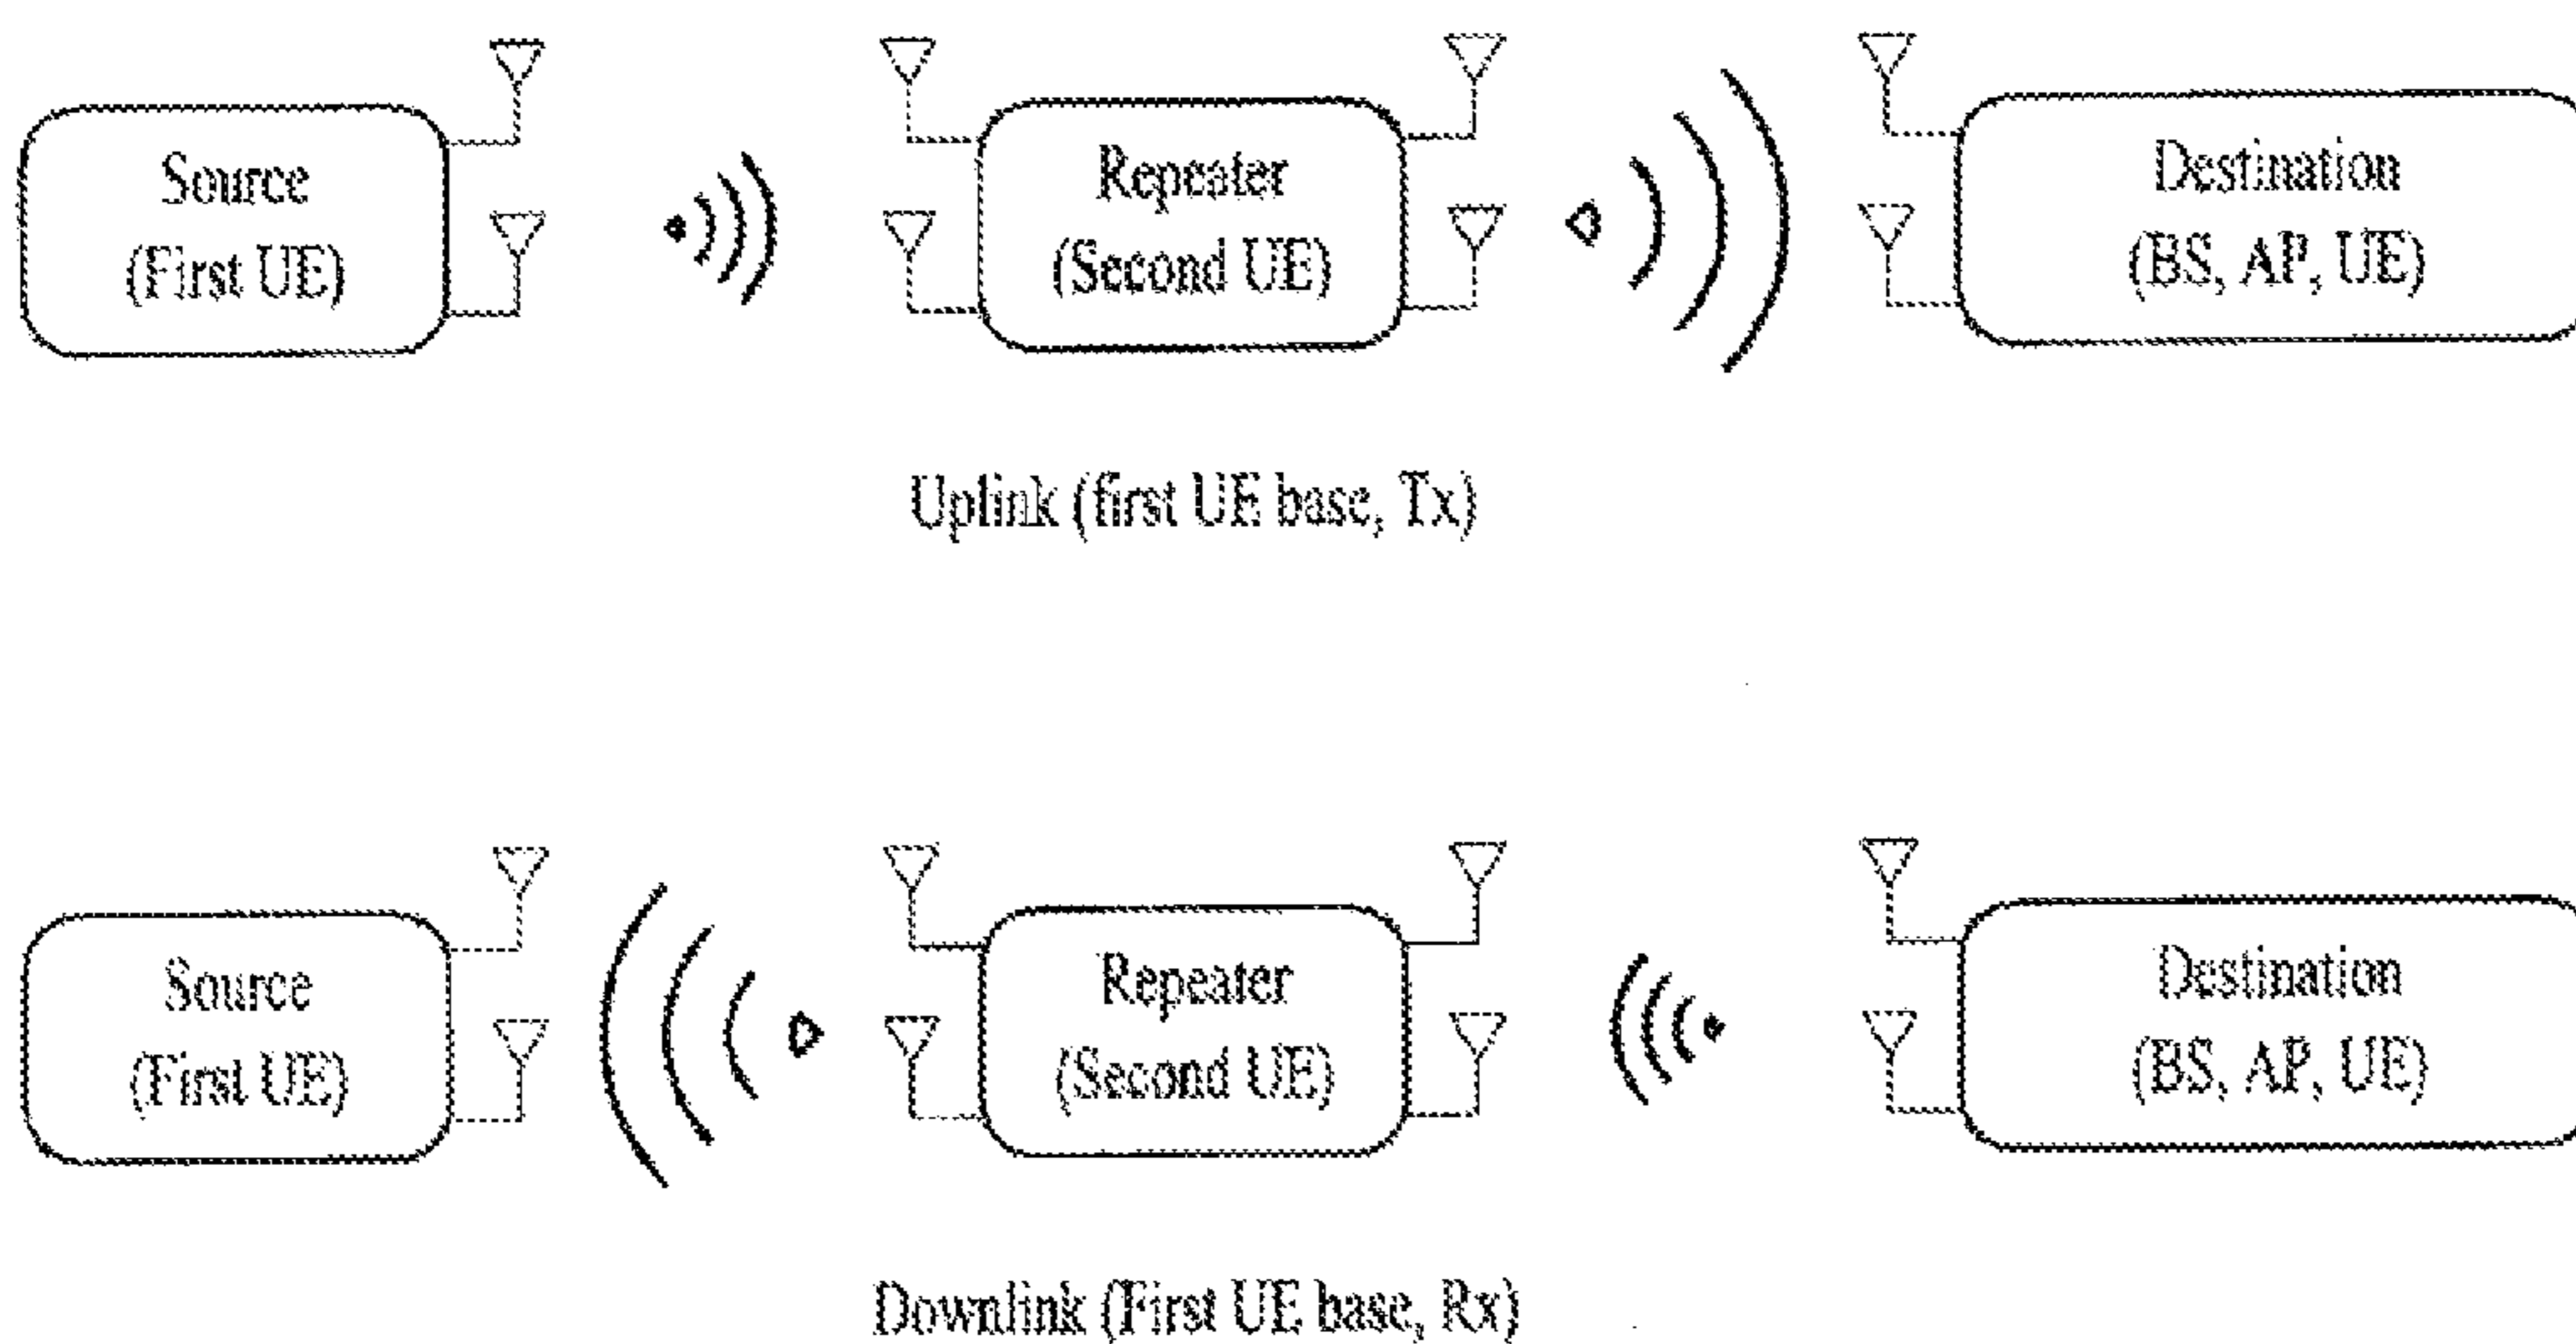 Source
(First UE)
Repeater
(Second UE)
Destination
(BS, AP, UE)
Uplink (first UE base, Tx)
Source
(First UE)
Repeater
(Second UE)
Destination
(BS, AP, UE)
Downlink (First UE base, Rx)